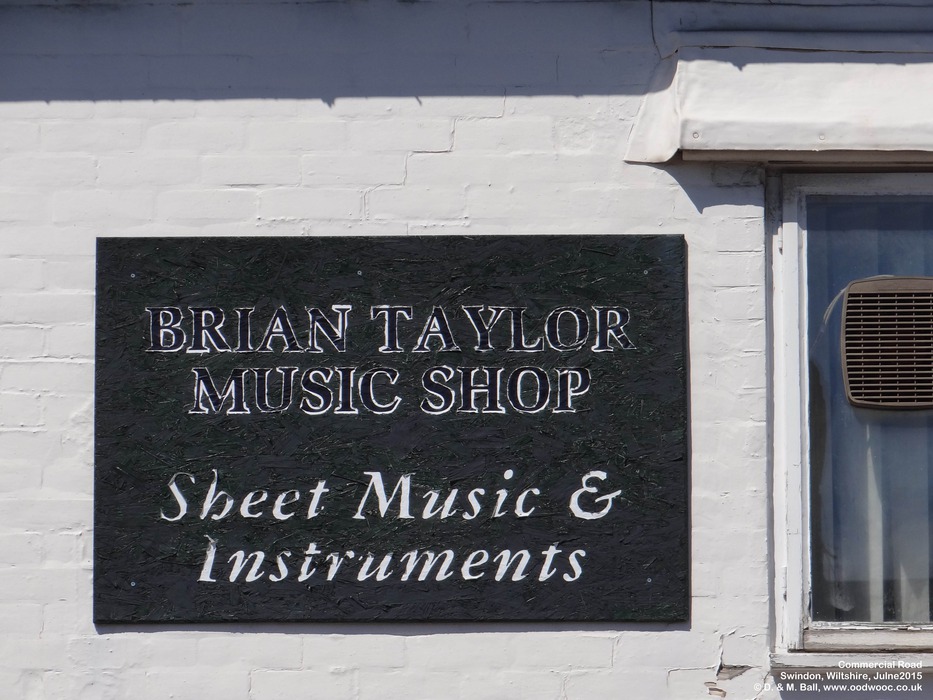 BRIAN TAYLOR
MUSIC SHOP
Sheet Music &
Instruments
Commercial Road
Swindon, Wiltshire, Julne2015
© D. & M. Ball, www.oodwooc.co.uk